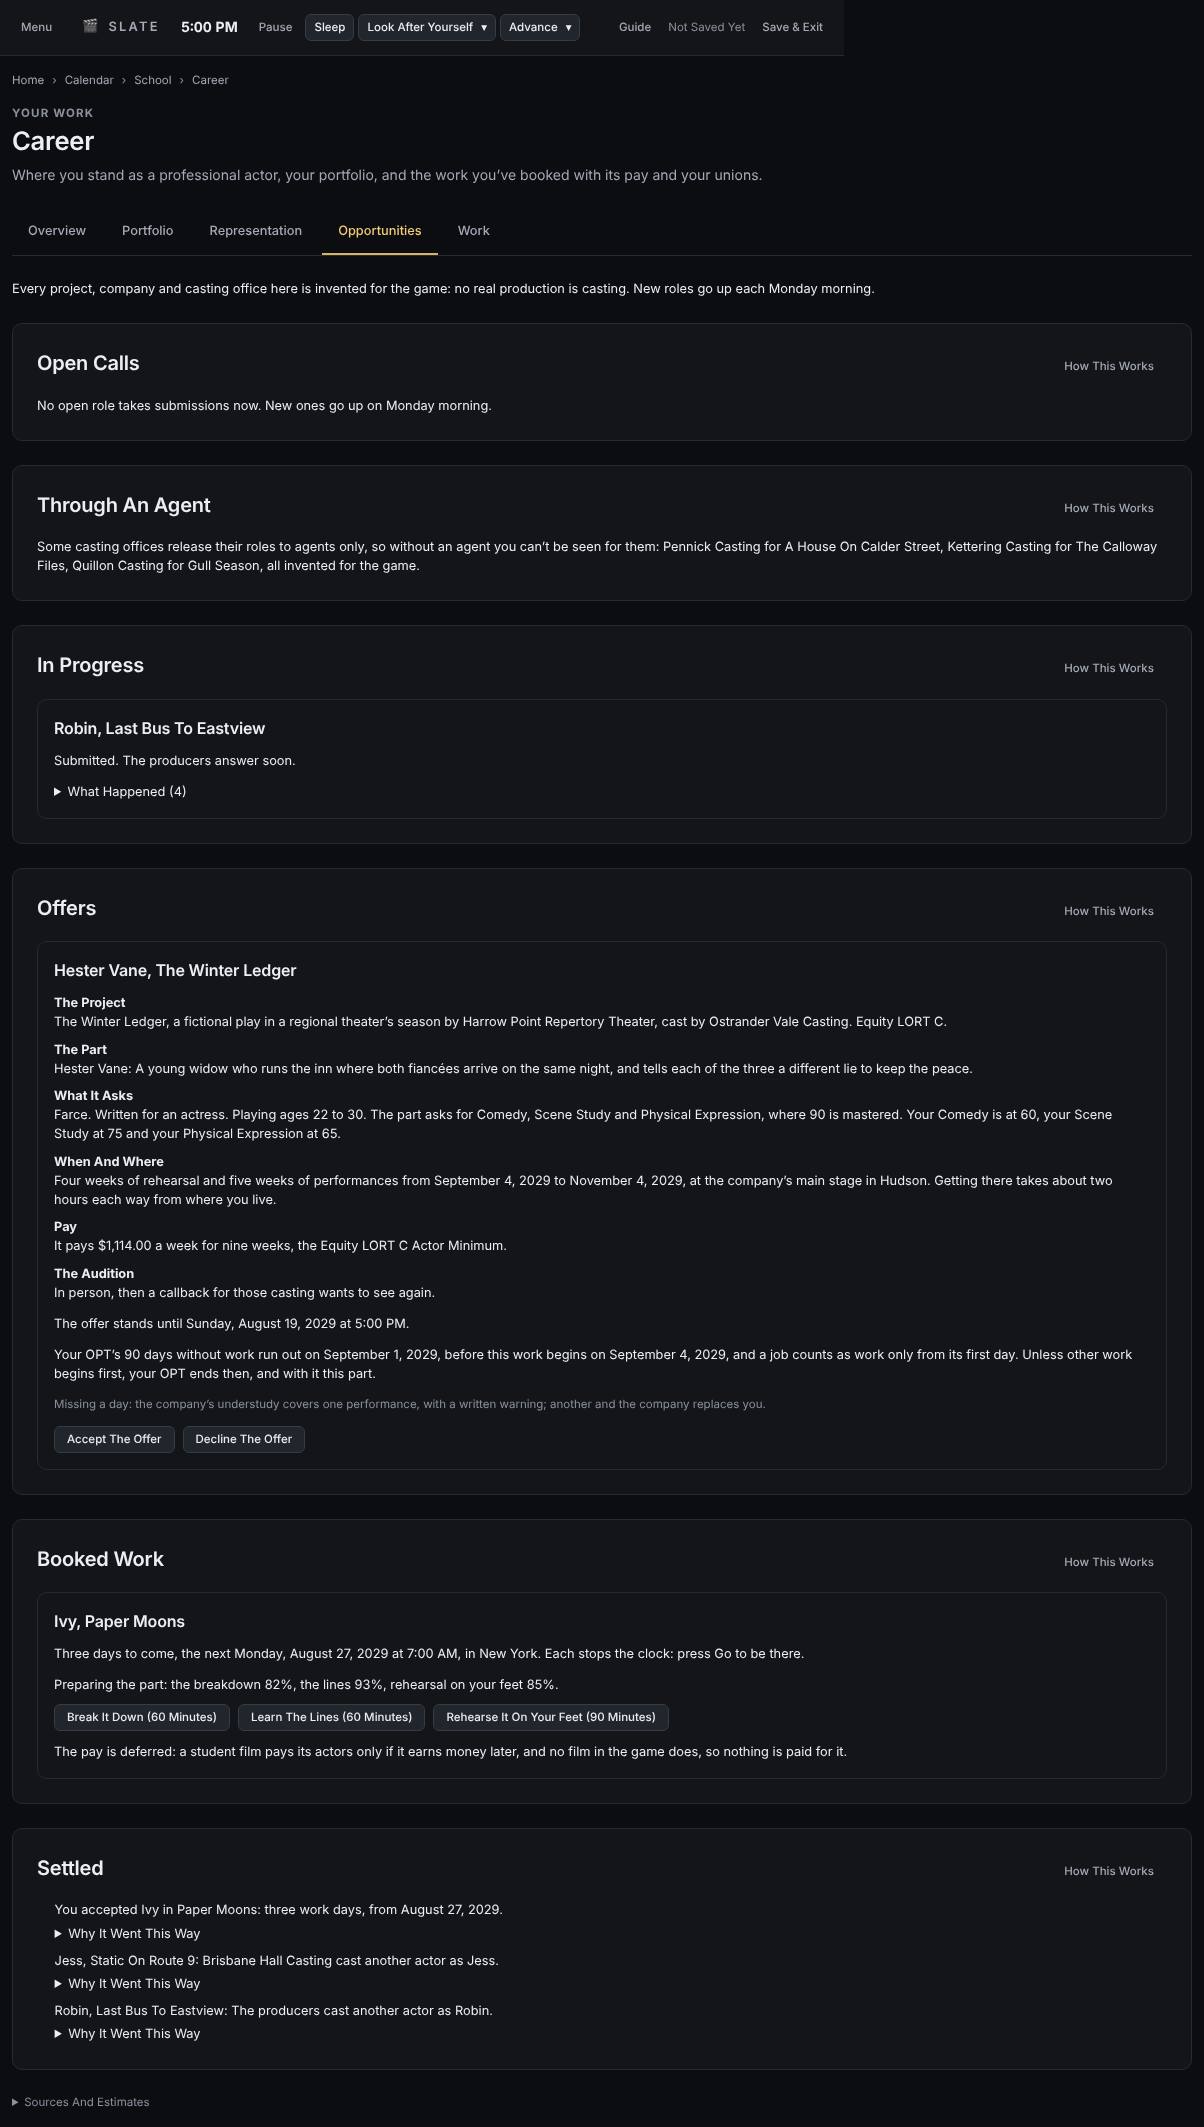 Menu
🎬 SLATE
5:00 PM
Pause
Sleep
Look After Yourself ▾
Advance ▾
Guide
Not Saved Yet
Save & Exit
Home › Calendar › School › Career
YOUR WORK
Career
Where you stand as a professional actor, your portfolio, and the work you've booked with its pay and your unions.
Overview
Portfolio
Representation
Opportunities
Work
Every project, company and casting office here is invented for the game: no real production is casting. New roles go up each Monday morning.
Open Calls
How This Works
No open role takes submissions now. New ones go up on Monday morning.
Through An Agent
How This Works
Some casting offices release their roles to agents only, so without an agent you can't be seen for them: Pennick Casting for A House On Calder Street, Kettering Casting for The Calloway
Files, Quillon Casting for Gull Season, all invented for the game.
In Progress
How This Works
Robin, Last Bus To Eastview
Submitted. The producers answer soon.
▶ What Happened (4)
Offers
How This Works
Hester Vane, The Winter Ledger
The Project
The Winter Ledger, a fictional play in a regional theater's season by Harrow Point Repertory Theater, cast by Ostrander Vale Casting. Equity LORT C.
The Part
Hester Vane: A young widow who runs the inn where both fiancées arrive on the same night, and tells each of the three a different lie to keep the peace.
What It Asks
Farce. Written for an actress. Playing ages 22 to 30. The part asks for Comedy, Scene Study and Physical Expression, where 90 is mastered. Your Comedy is at 60, your Scene
Study at 75 and your Physical Expression at 65.
When And Where
Four weeks of rehearsal and five weeks of performances from September 4, 2029 to November 4, 2029, at the company's main stage in Hudson. Getting there takes about two
hours each way from where you live.
Pay
It pays $1,114.00 a week for nine weeks, the Equity LORT C Actor Minimum.
The Audition
In person, then a callback for those casting wants to see again.
The offer stands until Sunday, August 19, 2029 at 5:00 PM.
Your OPT's 90 days without work run out on September 1, 2029, before this work begins on September 4, 2029, and a job counts as work only from its first day. Unless other work
begins first, your OPT ends then, and with it this part.
Missing a day: the company's understudy covers one performance, with a written warning; another and the company replaces you.
Accept The Offer
Decline The Offer
Booked Work
How This Works
Ivy, Paper Moons
Three days to come, the next Monday, August 27, 2029 at 7:00 AM, in New York. Each stops the clock: press Go to be there.
Preparing the part: the breakdown 82%, the lines 93%, rehearsal on your feet 85%.
Break It Down (60 Minutes)
Learn The Lines (60 Minutes)
Rehearse It On Your Feet (90 Minutes)
The pay is deferred: a student film pays its actors only if it earns money later, and no film in the game does, so nothing is paid for it.
Settled
How This Works
You accepted Ivy in Paper Moons: three work days, from August 27, 2029.
▶ Why It Went This Way
Jess, Static On Route 9: Brisbane Hall Casting cast another actor as Jess.
▶ Why It Went This Way
Robin, Last Bus To Eastview: The producers cast another actor as Robin.
▶ Why It Went This Way
▶ Sources And Estimates